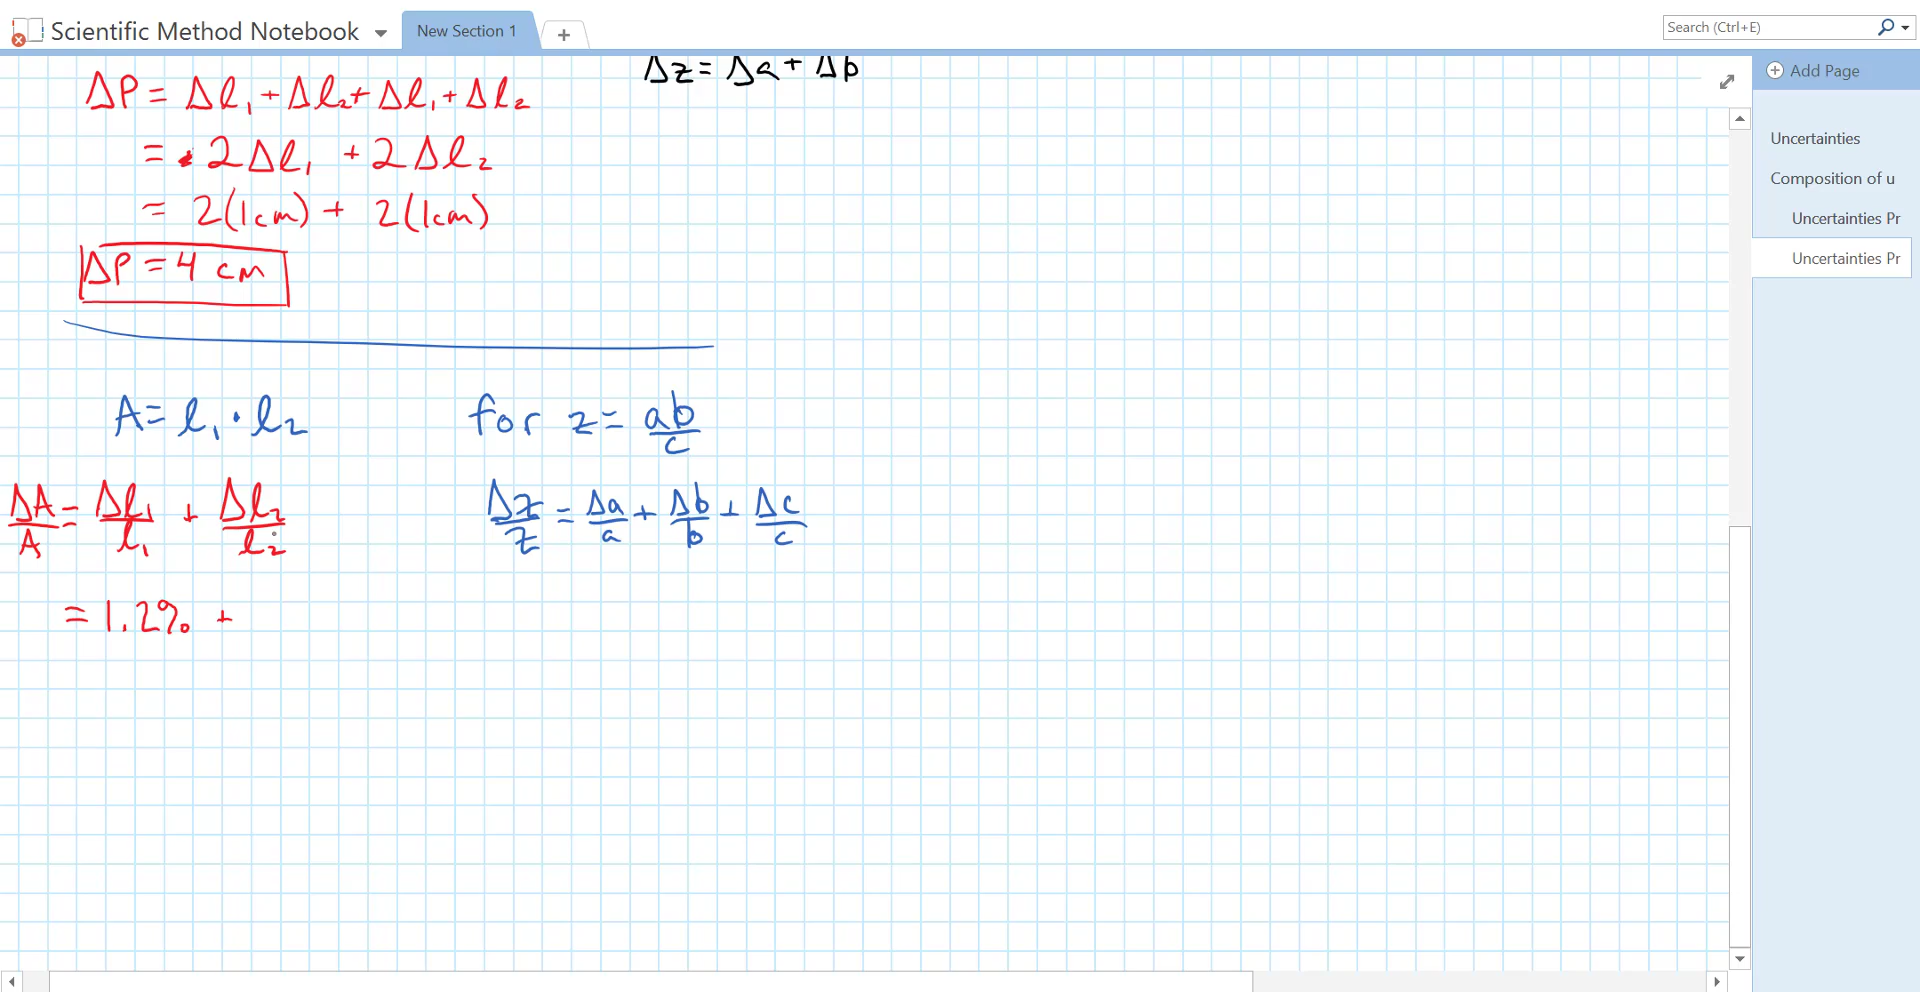 Scientific Method Notebook
New Section 1
Search (Ctrl+E)
Add Page
Uncertainties
Composition of u
Uncertainties Pr
Uncertainties Pr
Δz = Δa + Δb
ΔP = Δl₁ + Δl₂ + Δl₁ + Δl₂
= 2Δl₁ + 2Δl₂
= 2(1cm) + 2(1cm)
ΔP = 4 cm
A = l₁ · l₂
for z = ab/c
ΔA/A = Δl₁/l₁ + Δl₂/l₂
Δz/z = Δa/a + Δb/b + Δc/c
= 1.2% +